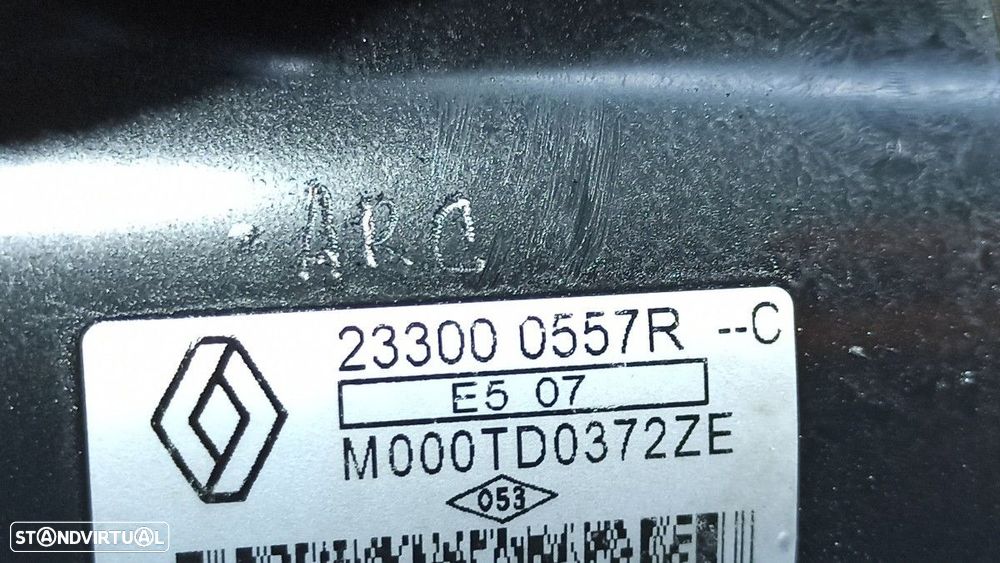 ARC
23300 0557R --C
E5 07
M000TD0372ZE
053
STANDVIRTUAL